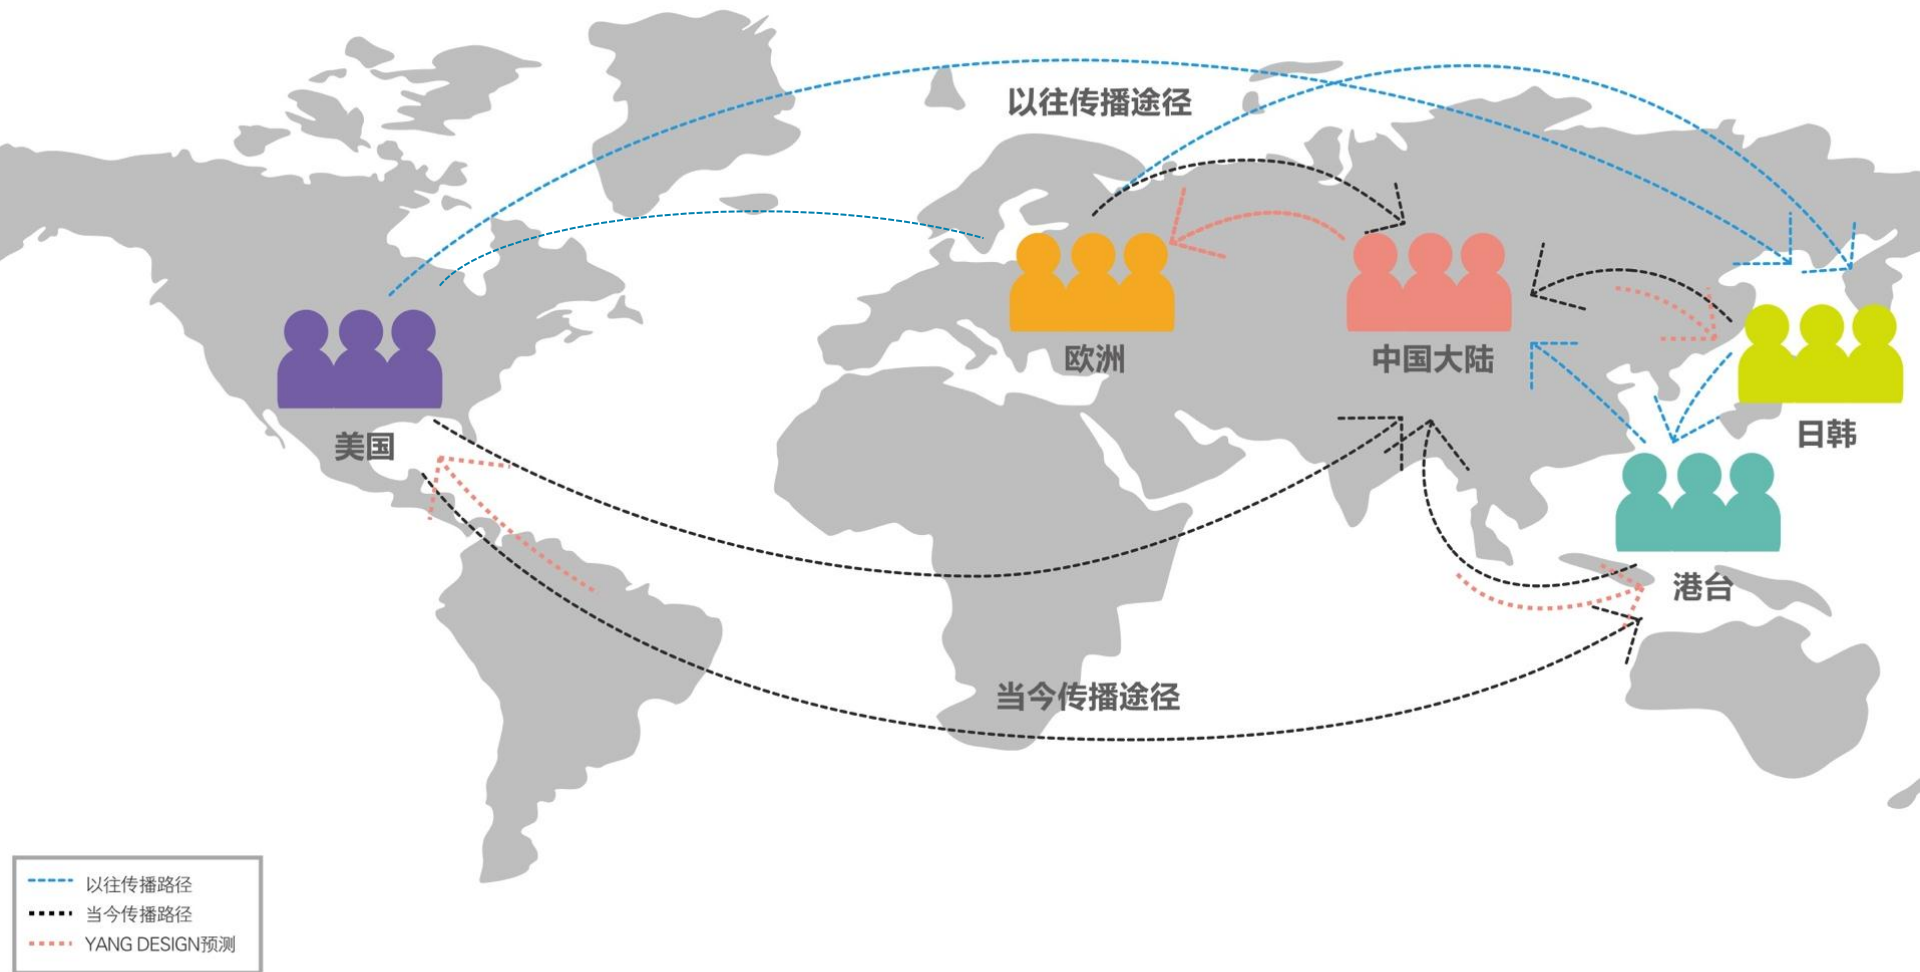 以往传播途径
欧洲
中国大陆
日韩
美国
港台
当今传播途径
以往传播路径
当今传播路径
YANG DESIGN预测